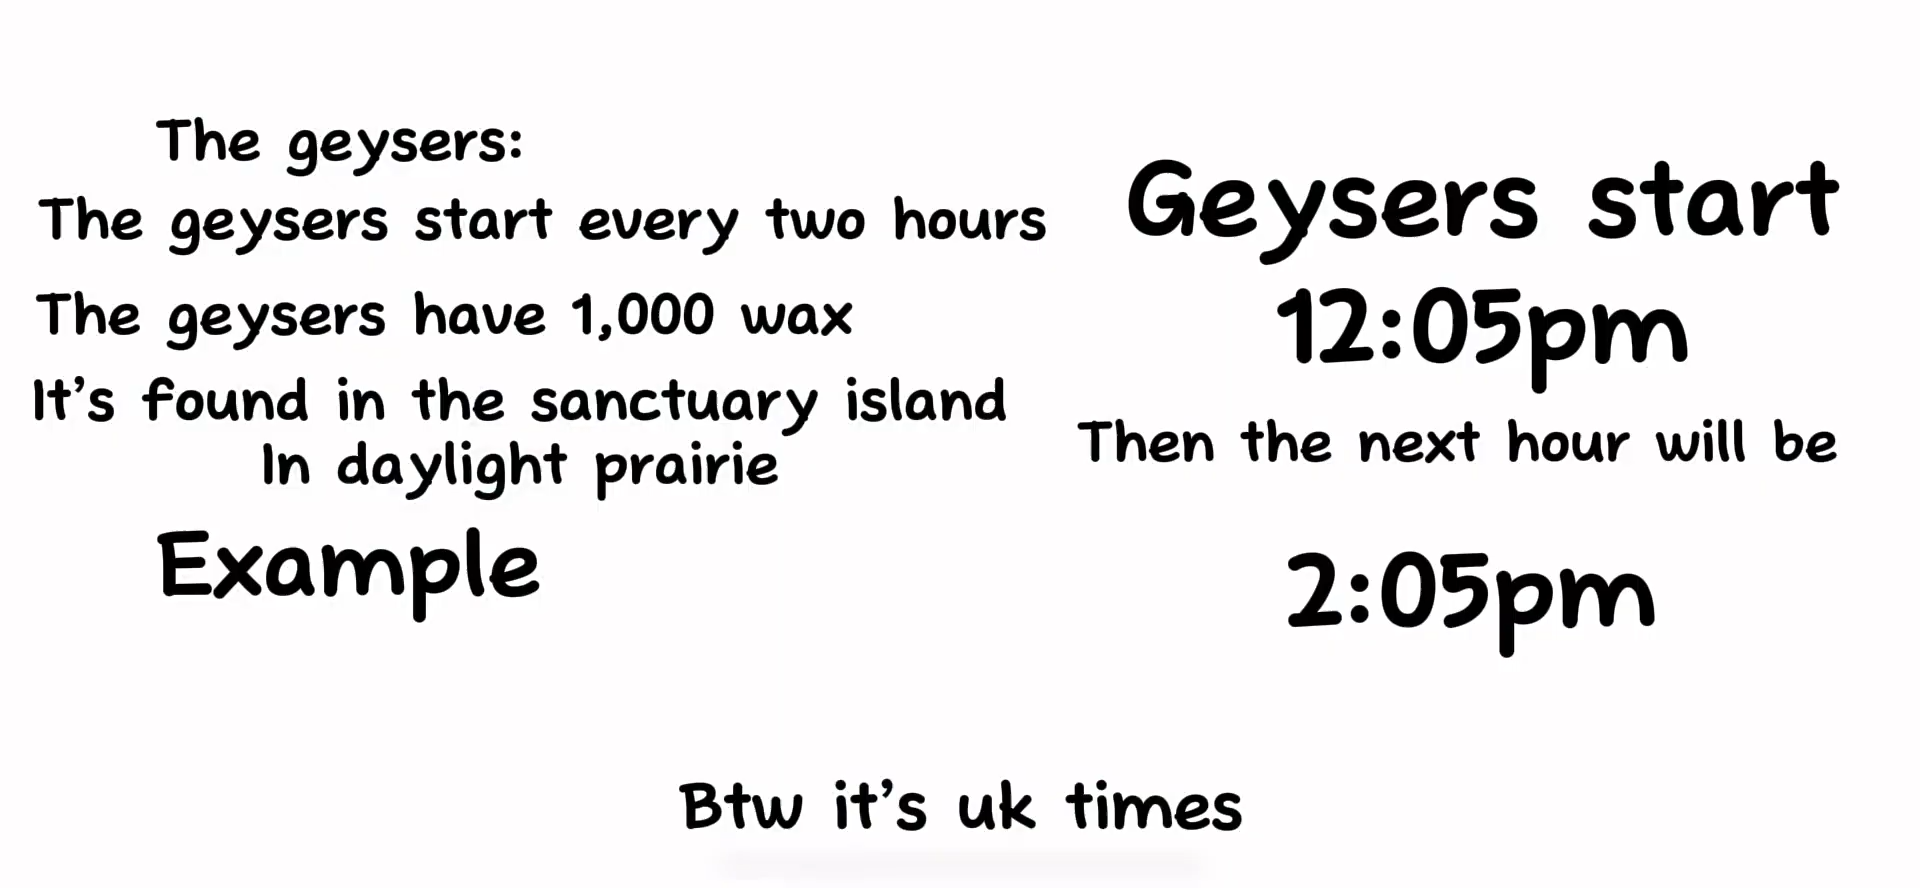 The geysers:
The geysers start every two hours
The geysers have 1,000 wax
It's found in the sanctuary island
In daylight prairie
Example
Geysers start
12:05pm
Then the next hour will be
2:05pm
Btw it's uk times